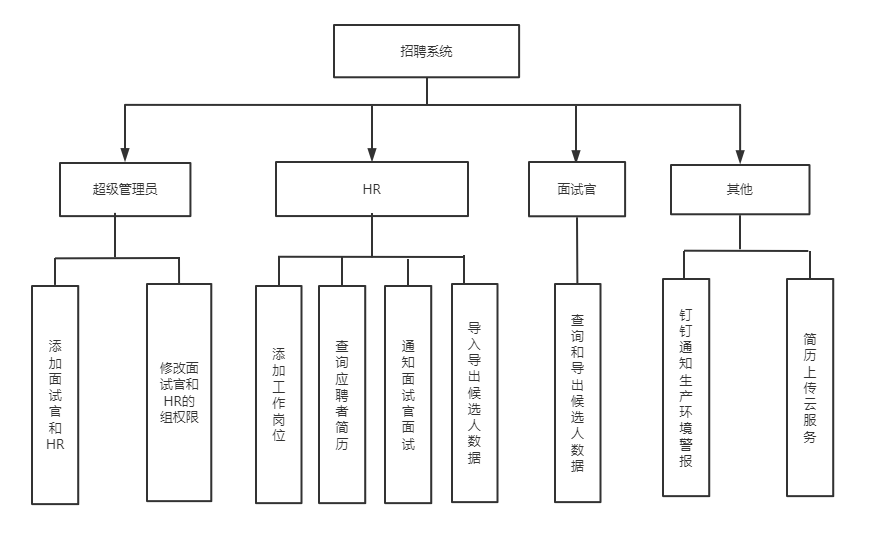 招聘系统
超级管理员
HR
面试官
其他
添加面试官和HR
修改面
试官和
HR的
组权限
添加工作岗位
查询应聘者简历
通知面试官面试
导入导出候选人数据
查询和导出候选人数据
钉钉通知生产环境警报
简历上传云服务